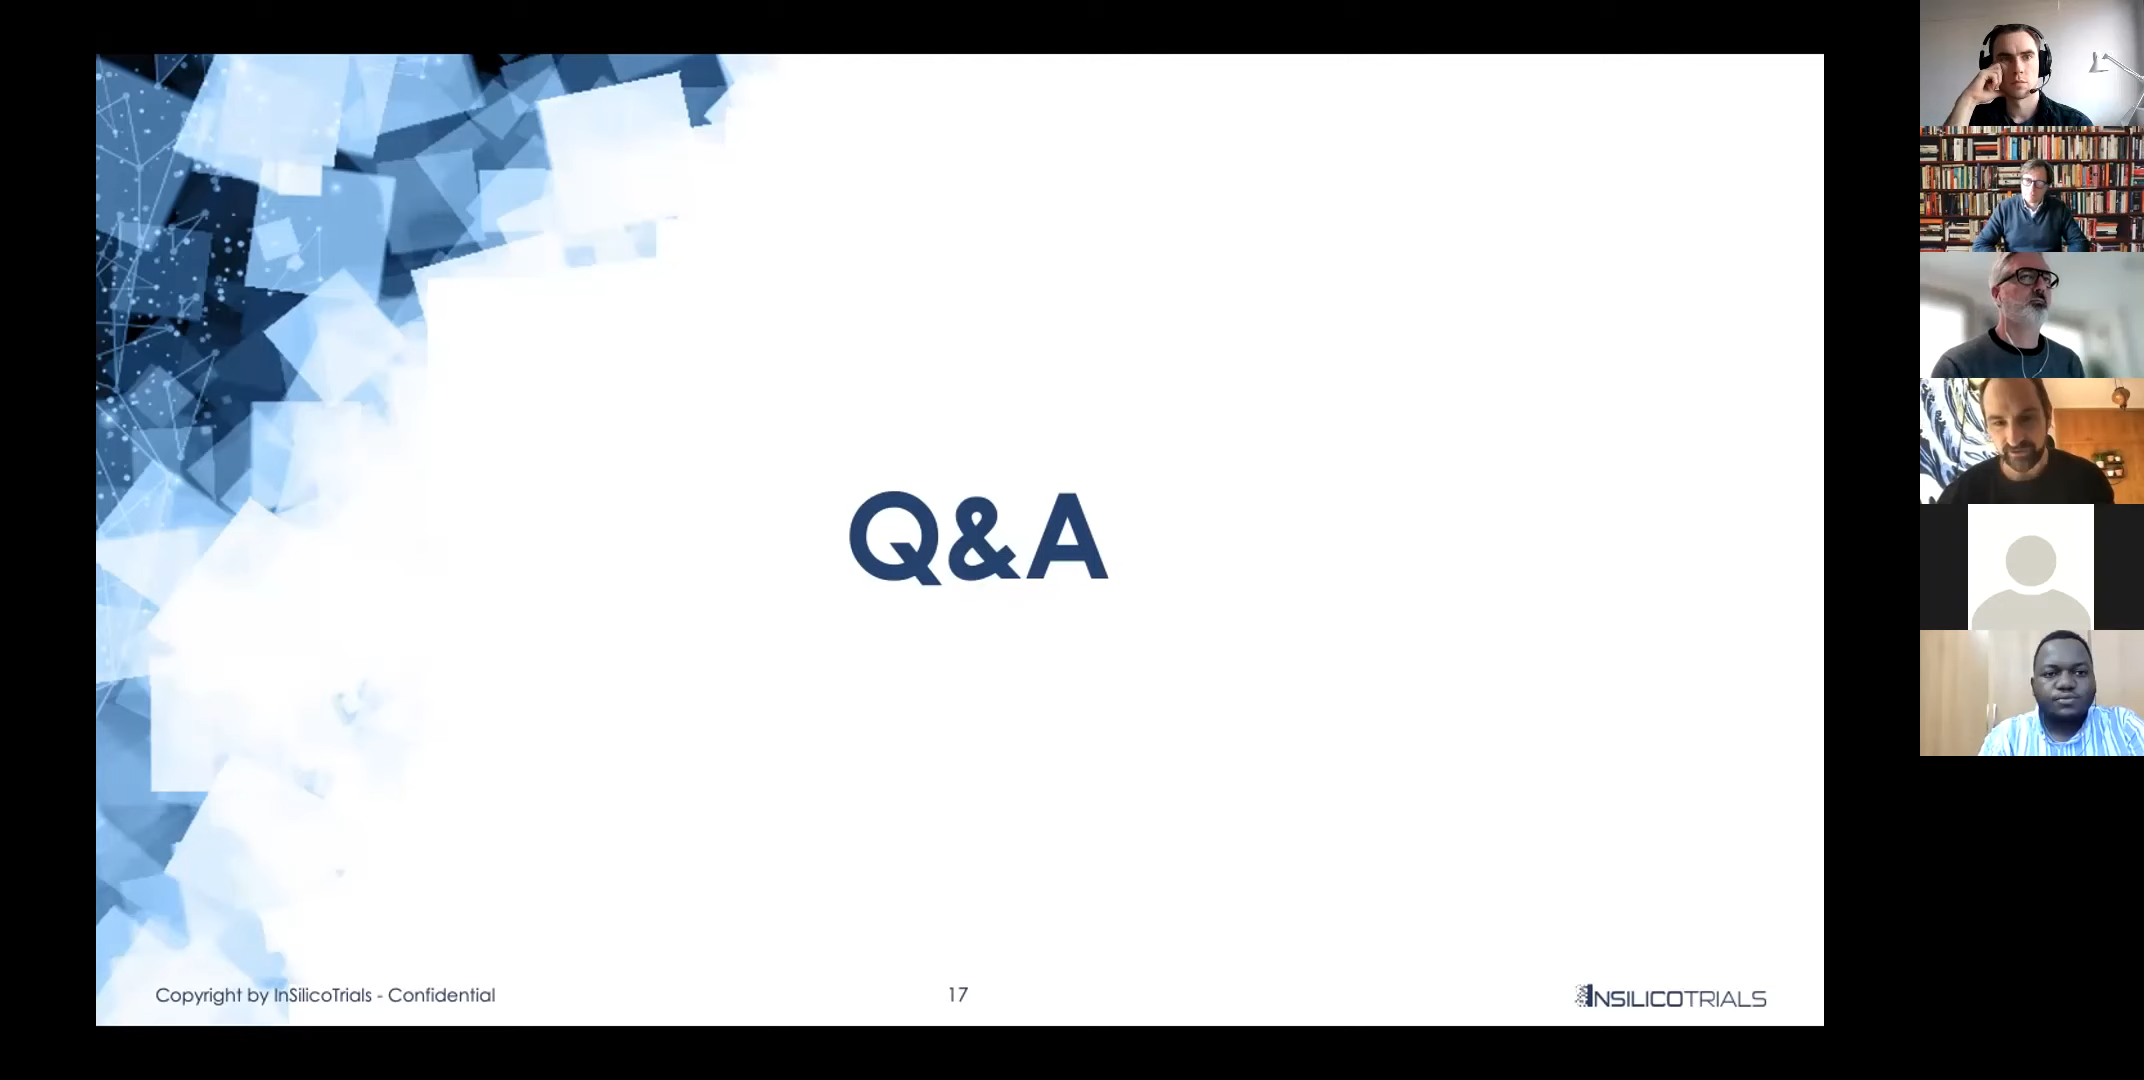 Q&A
Copyright by InSilicoTrials - Confidential
17
INSILICOTRIALS